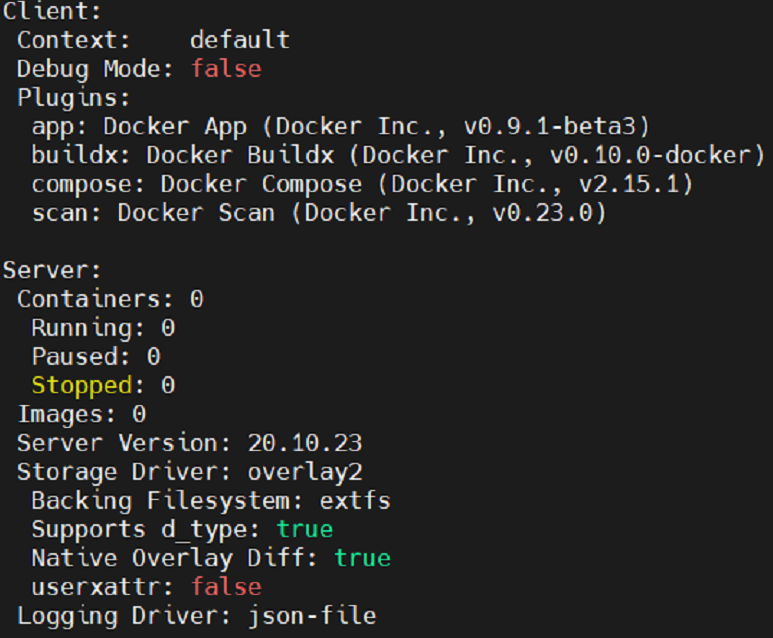 Client:
Context:    default
Debug Mode: false
Plugins:
app: Docker App (Docker Inc., v0.9.1-beta3)
buildx: Docker Buildx (Docker Inc., v0.10.0-docker)
compose: Docker Compose (Docker Inc., v2.15.1)
scan: Docker Scan (Docker Inc., v0.23.0)

Server:
Containers: 0
Running: 0
Paused: 0
Stopped: 0
Images: 0
Server Version: 20.10.23
Storage Driver: overlay2
Backing Filesystem: extfs
Supports d_type: true
Native Overlay Diff: true
userxattr: false
Logging Driver: json-file